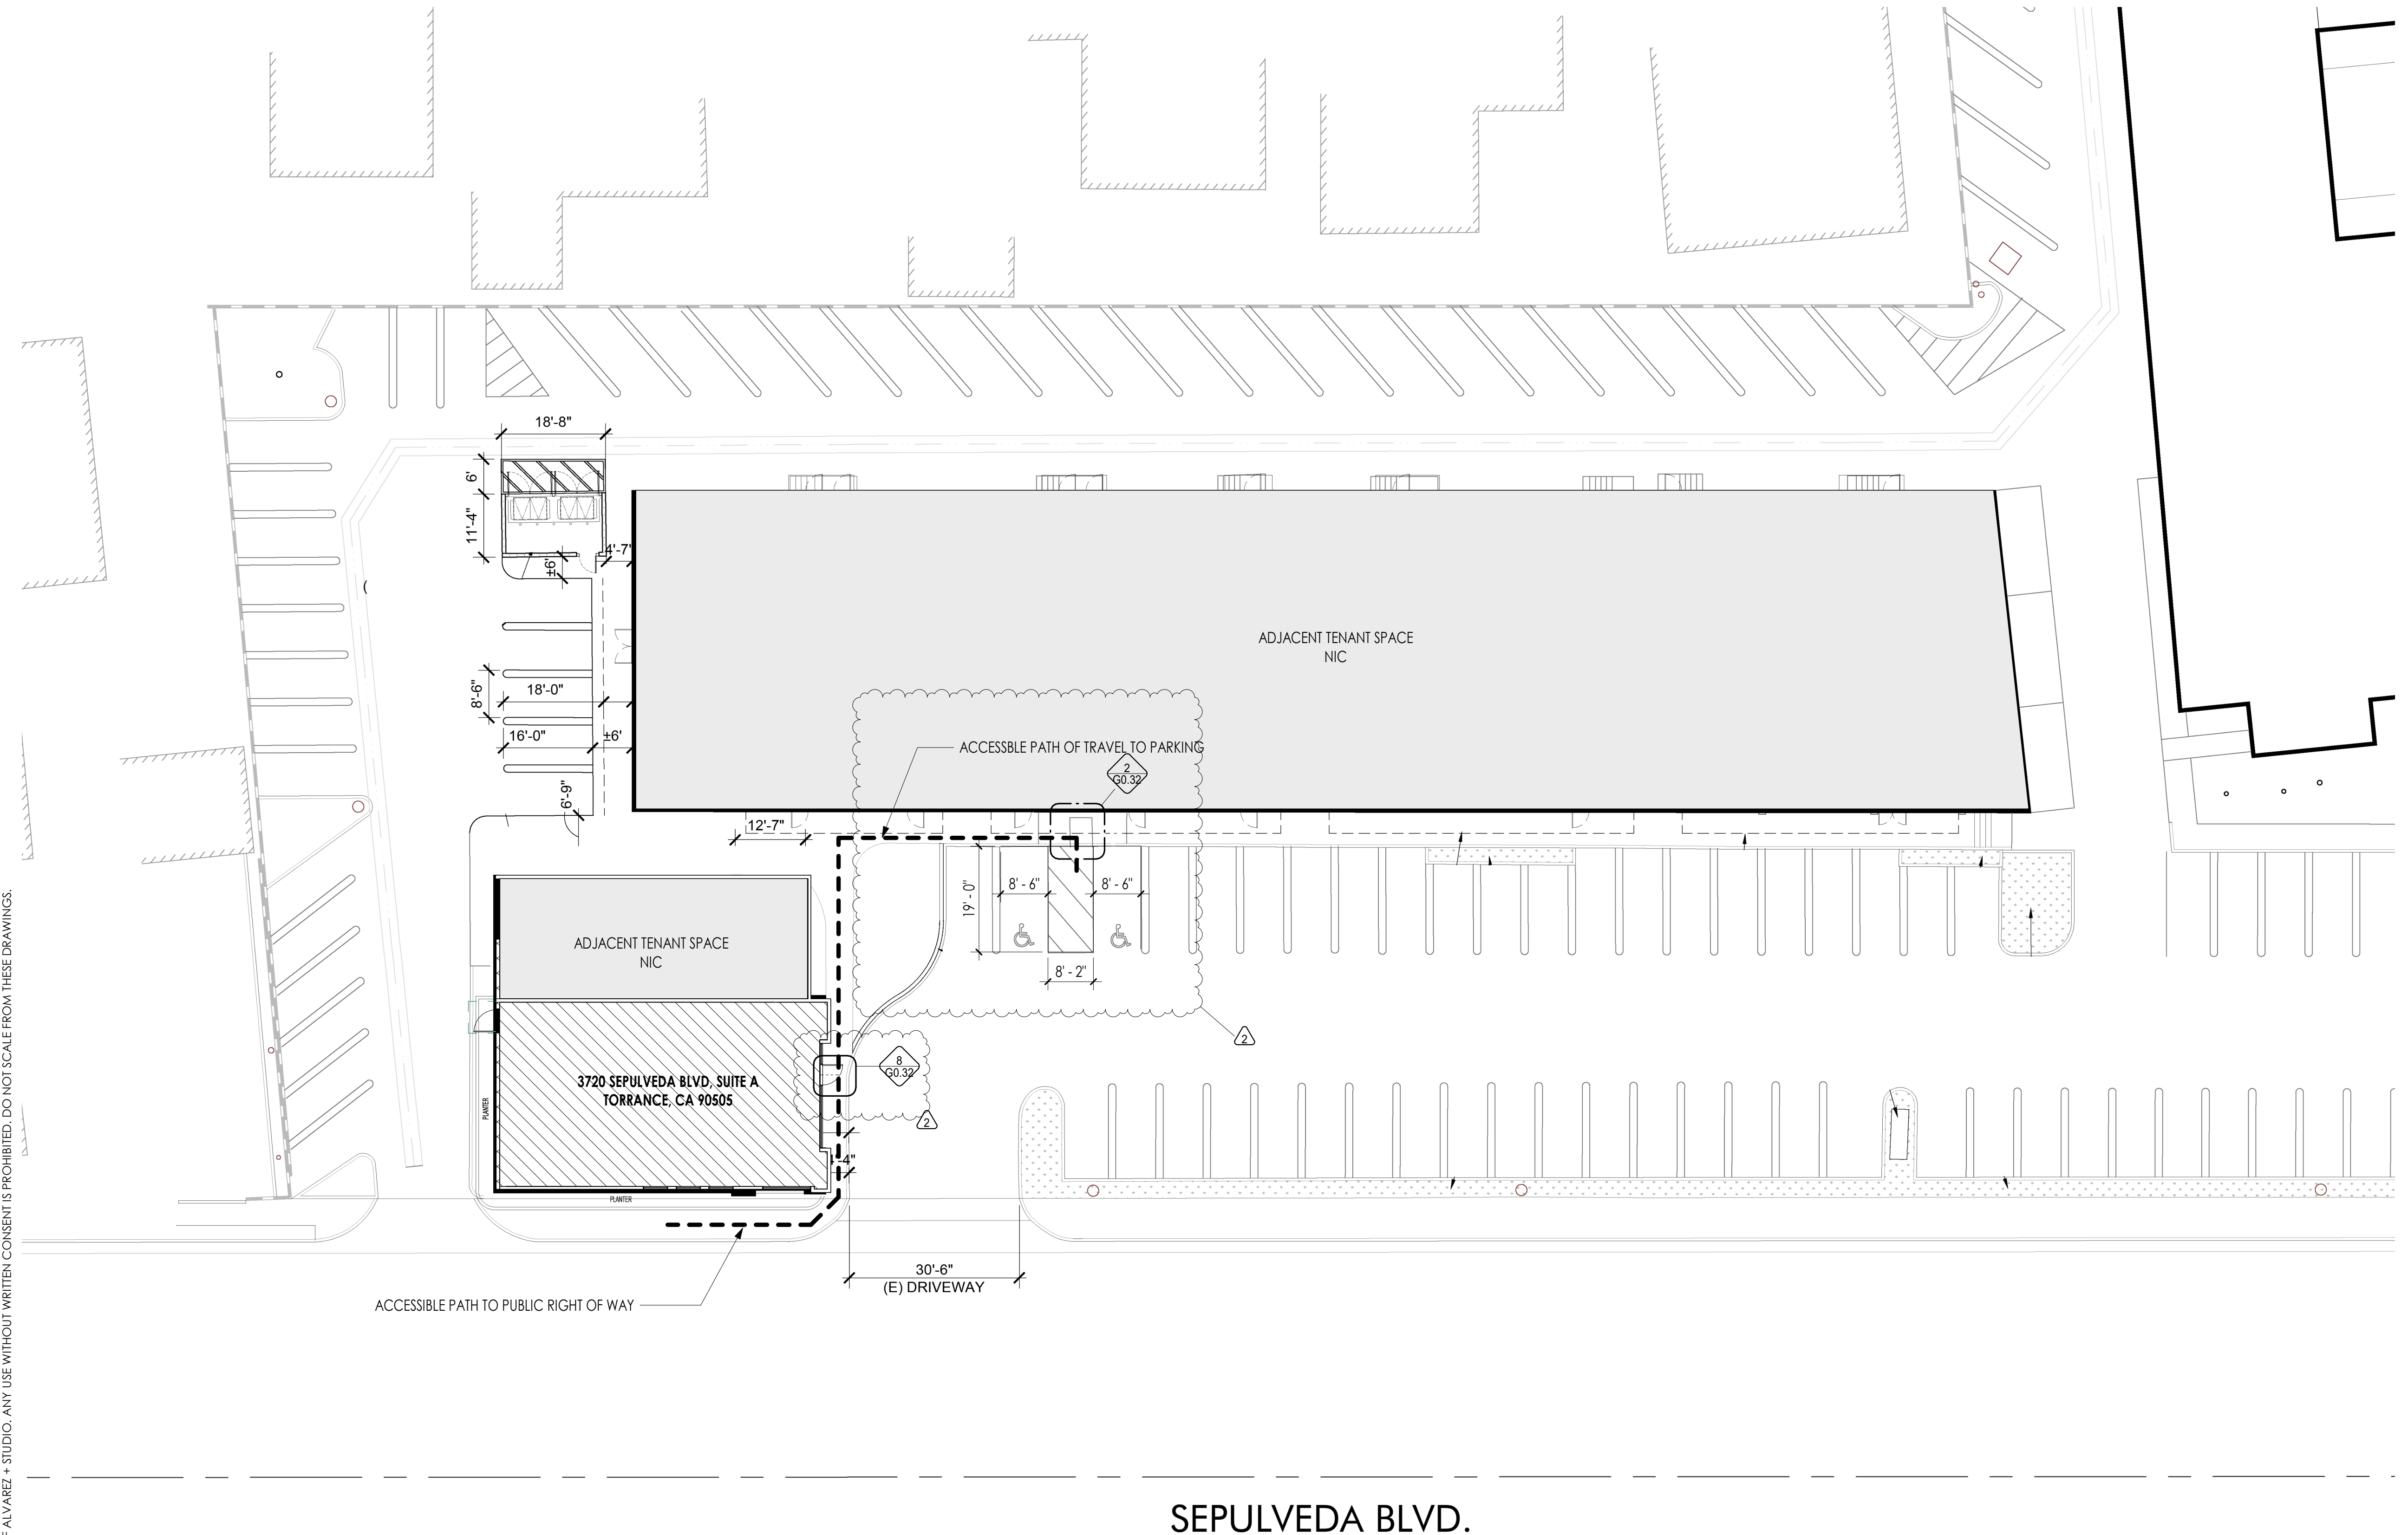 18'-8"
6'
11'-4"
4'-7"
±6'
ADJACENT TENANT SPACE
NIC
8'-6"
18'-0"
16'-0"
±6'
ACCESSBLE PATH OF TRAVEL TO PARKING
2
G0.32
6'-9"
12'-7"
19' - 0"
8' - 6"
8' - 6"
8' - 2"
ADJACENT TENANT SPACE
NIC
2
8
G0.32
3720 SEPULVEDA BLVD, SUITE A
TORRANCE, CA 90505
PLANTER
2
-4"
PLANTER
30'-6"
(E) DRIVEWAY
ACCESSIBLE PATH TO PUBLIC RIGHT OF WAY
ALVAREZ + STUDIO. ANY USE WITHOUT WRITTEN CONSENT IS PROHIBITED. DO NOT SCALE FROM THESE DRAWINGS.
SEPULVEDA BLVD.